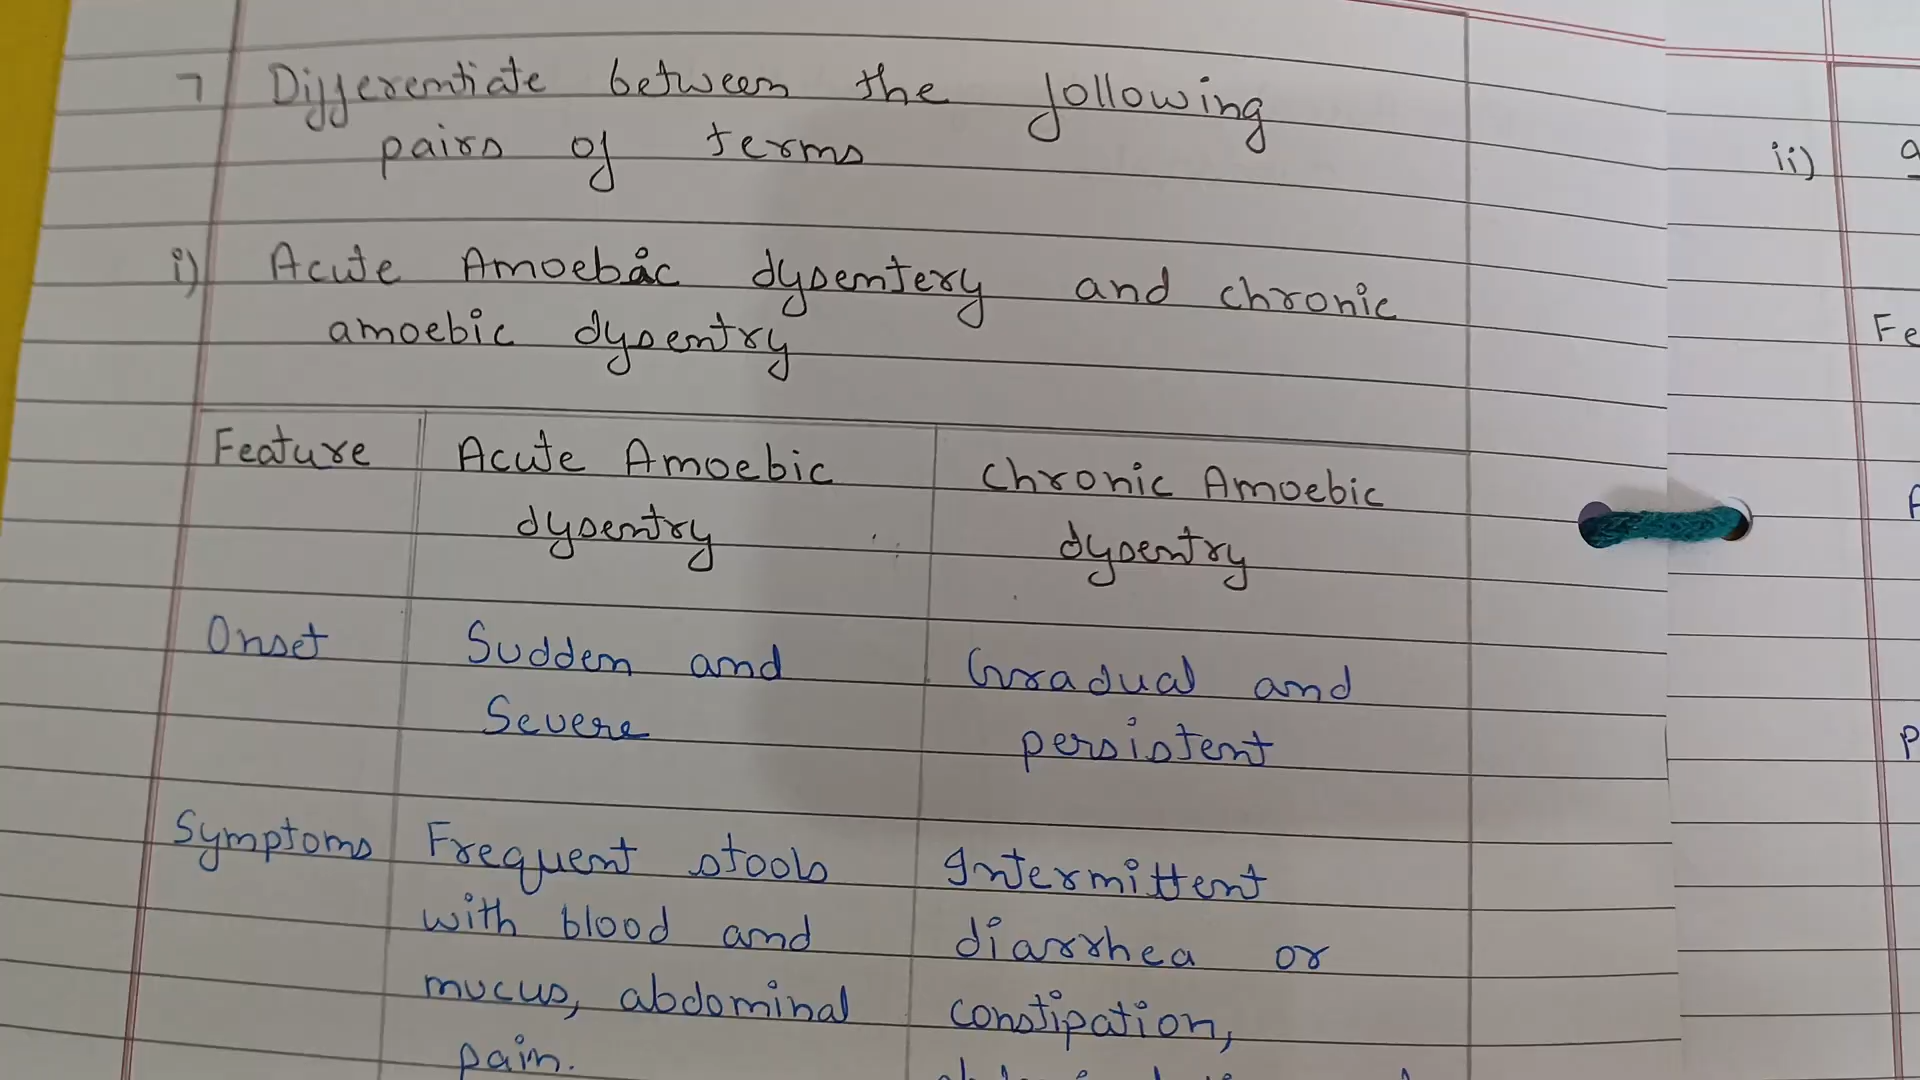 7 Differentiate between the following
pairs of terms
i) Acute Amoebic dysentery and chronic
amoebic dysentry
Feature Acute Amoebic Chronic Amoebic
dysentry dysentry
Onset Sudden and Gradual and
Severe persistent
Symptoms Frequent stools Intermittent
with blood and diarrhea or
mucus, abdominal constipation,
pain.
ii)
Fe